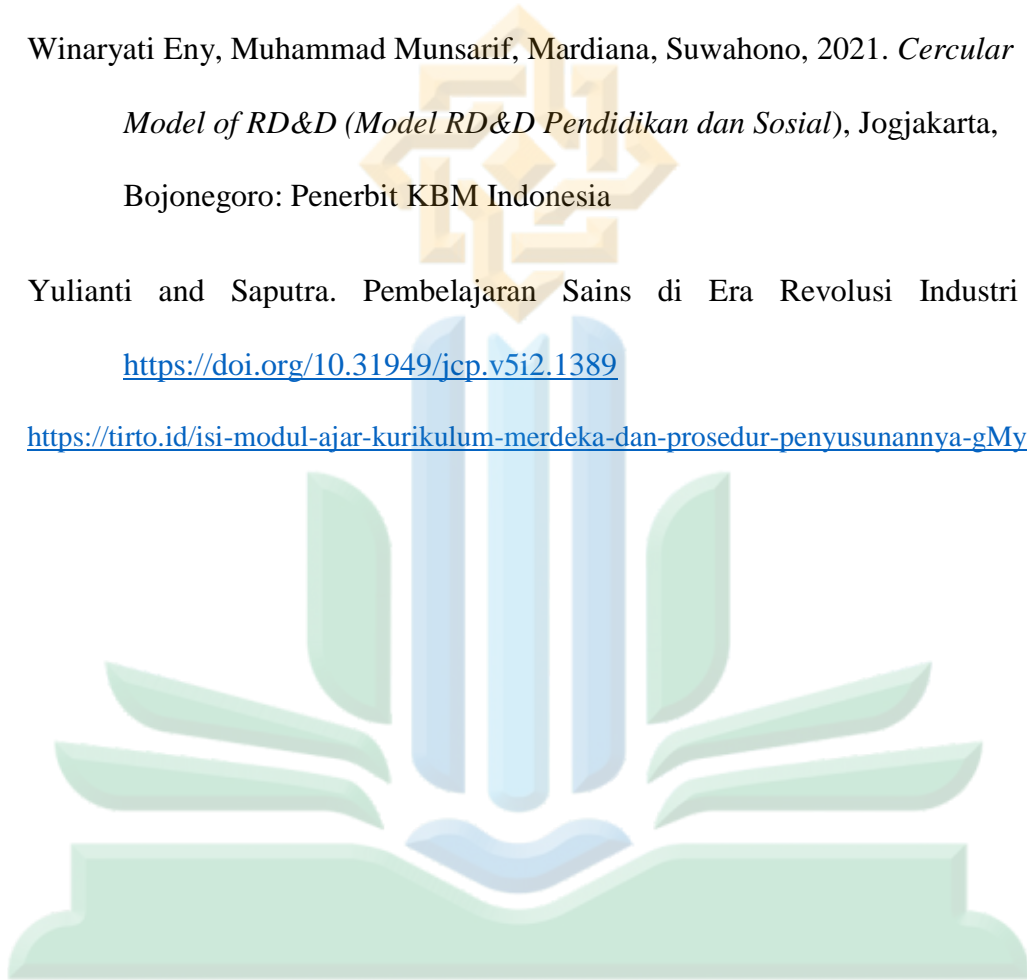 Winaryati Eny, Muhammad Munsarif, Mardiana, Suwahono, 2021. Cercular
Model of RD&D (Model RD&D Pendidikan dan Sosial), Jogjakarta,
Bojonegoro: Penerbit KBM Indonesia
Yulianti and Saputra. Pembelajaran Sains di Era Revolusi Industri
https://doi.org/10.31949/jcp.v5i2.1389
https://tirto.id/isi-modul-ajar-kurikulum-merdeka-dan-prosedur-penyusunannya-gMy